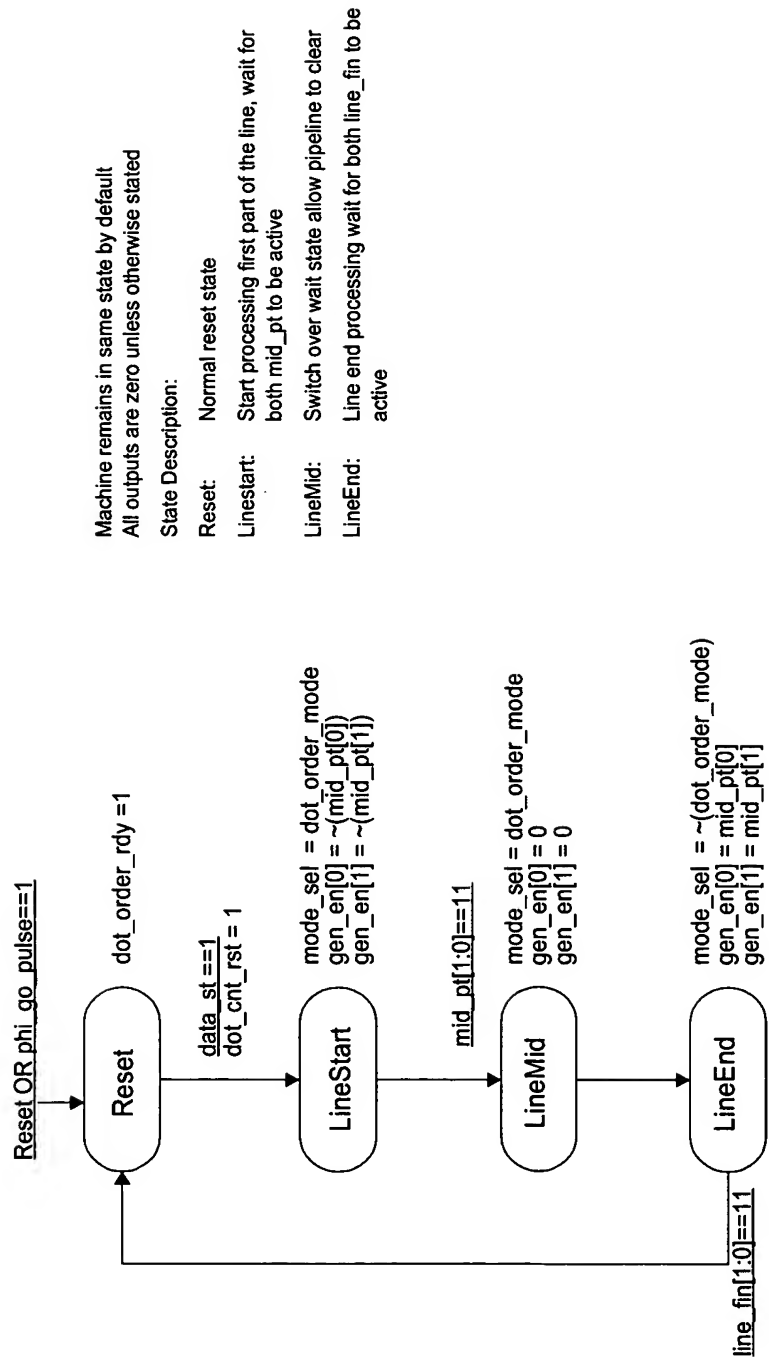 Reset OR phi_go_pulse==1
Reset
dot_order_rdy =1
data_st ==1
dot_cnt_rst = 1
LineStart
mode_sel = dot_order_mode
gen_en[0] = ~(mid_pt[0])
gen_en[1] = ~(mid_pt[1])
mid_pt[1:0]==11
LineMid
mode_sel = dot_order_mode
gen_en[0] = 0
gen_en[1] = 0
LineEnd
mode_sel = ~(dot_order_mode)
gen_en[0] = mid_pt[0]
gen_en[1] = mid_pt[1]
line_fin[1:0]==11
Machine remains in same state by default
All outputs are zero unless otherwise stated
State Description:
Reset: Normal reset state
Linestart: Start processing first part of the line, wait for
both mid_pt to be active
LineMid: Switch over wait state allow pipeline to clear
LineEnd: Line end processing wait for both line_fin to be
active